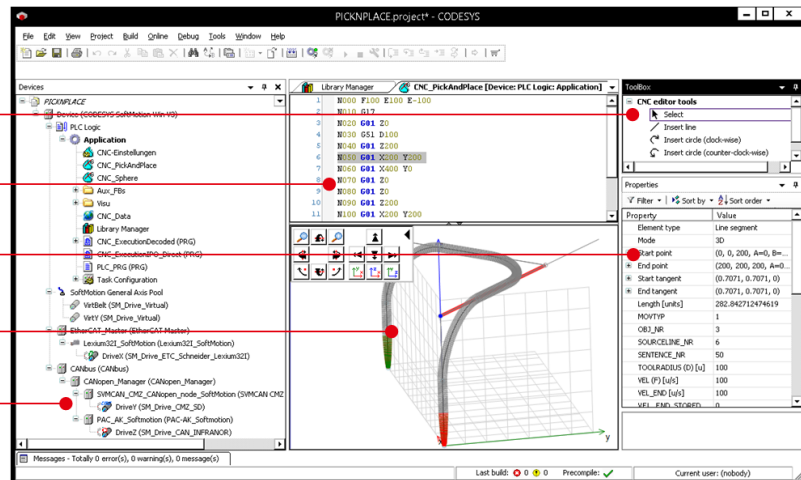 PICKNPLACE.project* - CODESYS
File Edit View Project Build Online Debug Tools Window Help
Devices
PICKNPLACE
Device (CODESYS SoftMotion Win V3)
PLC Logic
Application
CNC-Einstellungen
CNC_PickAndPlace
CNC_Sphere
Aux_FBs
Visu
CNC_Data
Library Manager
CNC_ExecutionDecoded (PRG)
CNC_ExecutionIPO_Direct (PRG)
PLC_PRG (PRG)
Task Configuration
SoftMotion General Axis Pool
VirtBelt (SM_Drive_Virtual)
VirtY (SM_Drive_Virtual)
EtherCAT_Master (EtherCAT Master)
Lexium32I_SoftMotion (Lexium32I_SoftMotion)
DriveX (SM_Drive_ETC_Schneider_Lexium32I)
CANbus (CANbus)
CANopen_Manager (CANopen_Manager)
SVMCAN_CMZ_CANopen_node_SoftMotion (SVMCAN CMZ
DriveY (SM_Drive_CMZ_SD)
PAC_AK_Softmotion (PAC-AK_Softmotion)
DriveZ (SM_Drive_CAN_INFRANOR)
Library Manager CNC_PickAndPlace [Device: PLC Logic: Application]
1 N000 F100 E100 E-100
2 N010 G17
3 N020 G01 Z0
4 N030 G51 D100
5 N040 G01 Z200
6 N050 G01 X200 Y200
7 N060 G01 X400 Y0
8 N070 G01 Z0
9 N080 G01 Z0
10 N090 G01 Z200
11 N100 G01 X200 Y200
y
ToolBox
CNC editor tools
Select
Insert line
Insert circle (clock-wise)
Insert circle (counter-clock-wise)
Properties
Filter Sort by Sort order
Property Value
Element type Line segment
Mode 3D
Start point (0, 0, 200, A=0, B=...
End point (200, 200, 200, A=0...
Start tangent (0.7071, 0.7071, 0)
End tangent (0.7071, 0.7071, 0)
Length [units] 282.842712474619
MOVTYP 1
OBJ_NR 3
SOURCELINE_NR 6
SENTENCE_NR 50
TOOLRADIUS (D) [u] 100
VEL (F) [u/s] 100
VEL_END [u/s] 100
VEL_END_STORED 0
Messages - Totally 0 error(s), 0 warning(s), 0 message(s)
Last build: 0 0 Precompile: Current user: (nobody)